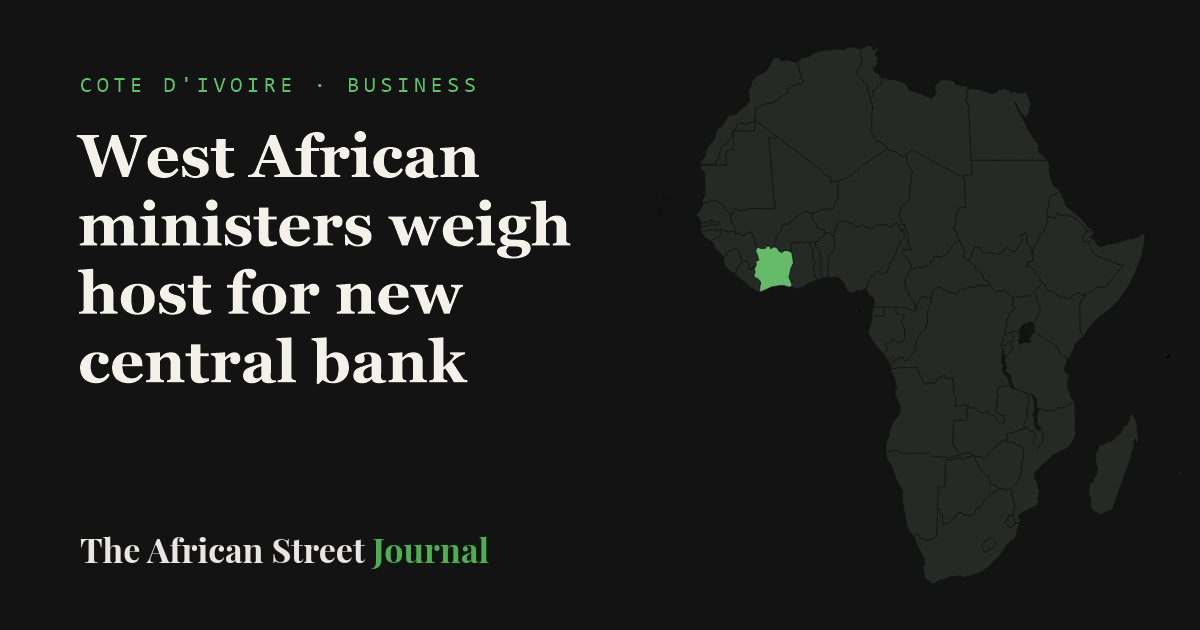 COTE D'IVOIRE · BUSINESS
West African
ministers weigh
host for new
central bank
The African Street Journal